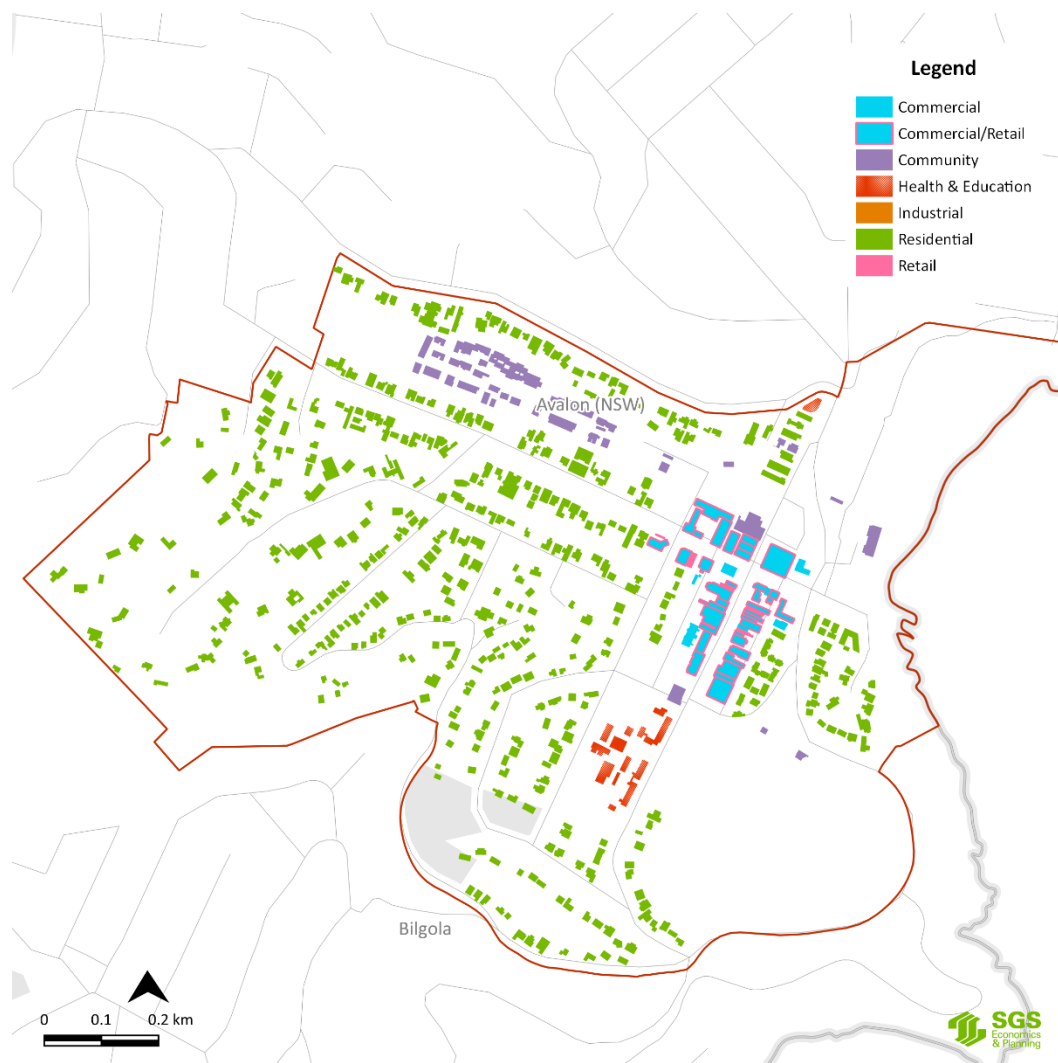 Legend
Commercial
Commercial/Retail
Community
Health & Education
Industrial
Residential
Retail
Avalon (NSW)
Bilgola
0 0.1 0.2 km
SGS
Economics
& Planning